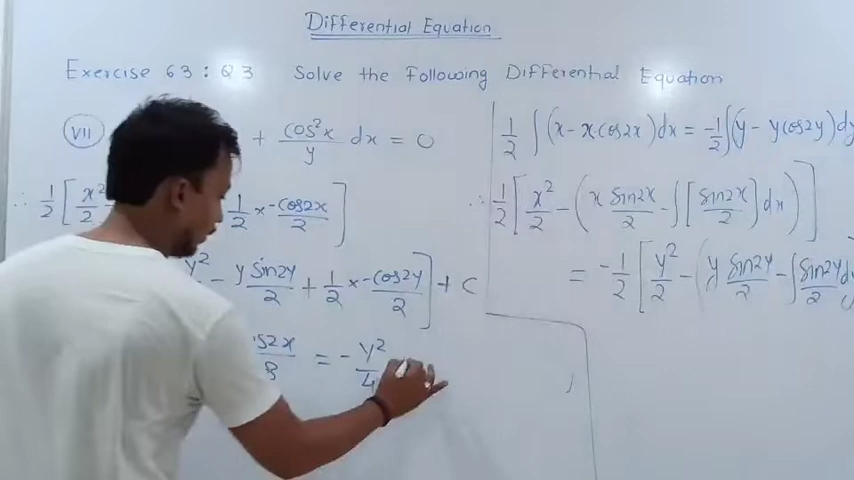 Differential Equation
Exercise 63 : Q3 Solve the Following Differential Equation
VII + cos²x/y dx = 0
∴ 1/2 [ x²/2 1/2 x -cos2x/2 ]
y²  - y sin2y/2 + 1/2 x -cos2y/2 ] + C
os2x/8 = - y²/4
1/2 ∫(x - x·cos2x)dx = -1/2 ∫(y - y cos2y)dy
∴ 1/2 [ x²/2 - ( x sin2x/2 - ∫[ sin2x/2 ] dx ) ]
= -1/2 [ y²/2 - ( y sin2y/2 - ∫ sin2y/2 dy